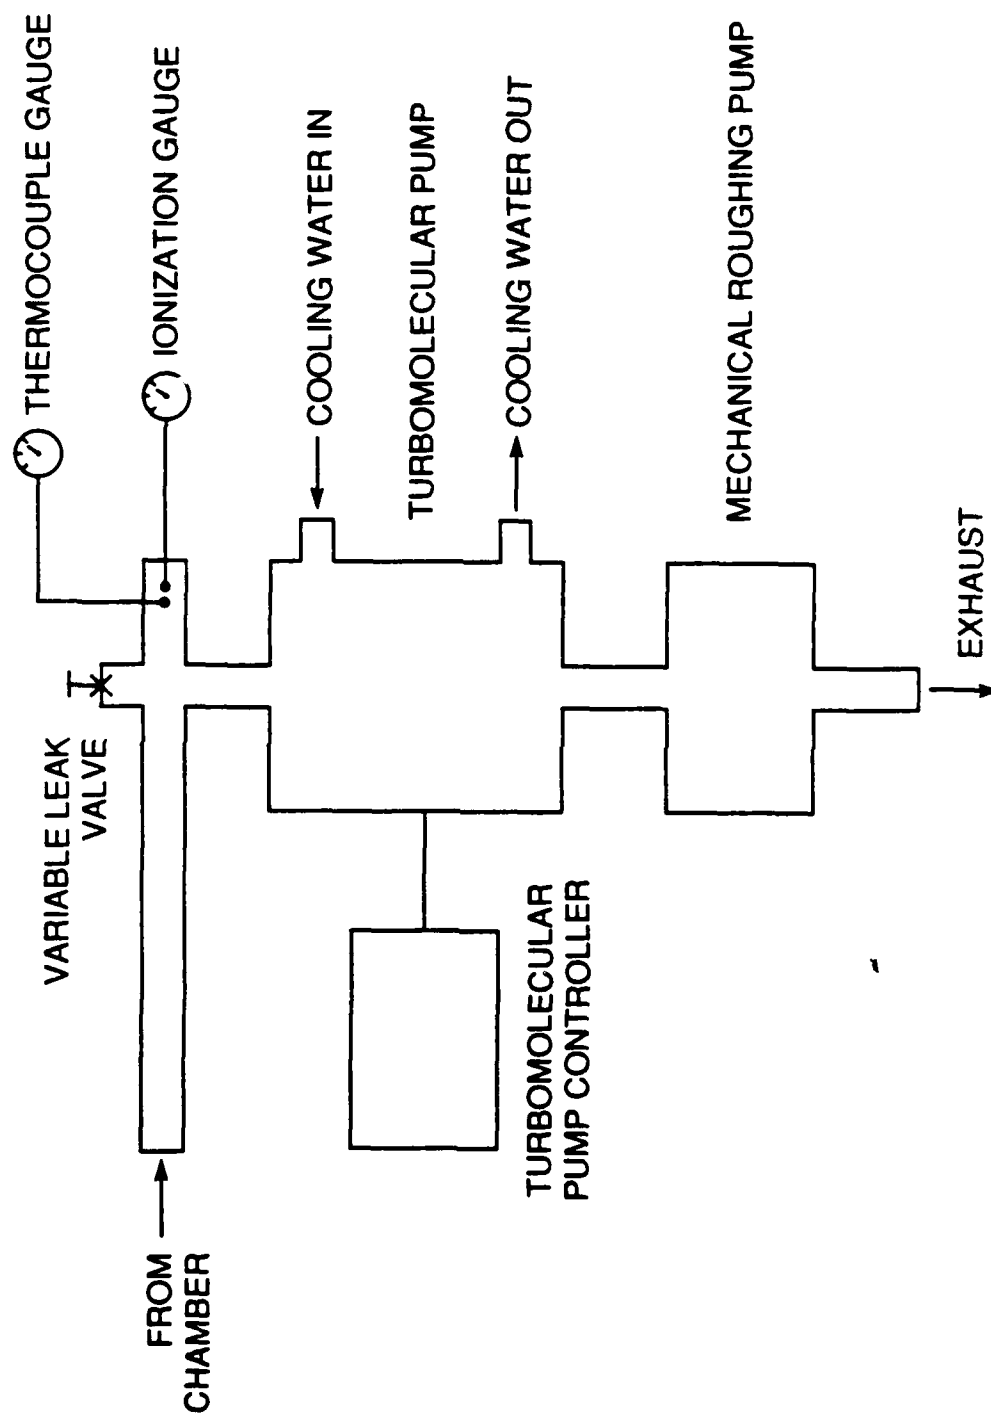 THERMOCOUPLE GAUGE
IONIZATION GAUGE
VARIABLE LEAK
VALVE
FROM
CHAMBER
COOLING WATER IN
TURBOMOLECULAR PUMP
COOLING WATER OUT
TURBOMOLECULAR
PUMP CONTROLLER
MECHANICAL ROUGHING PUMP
EXHAUST